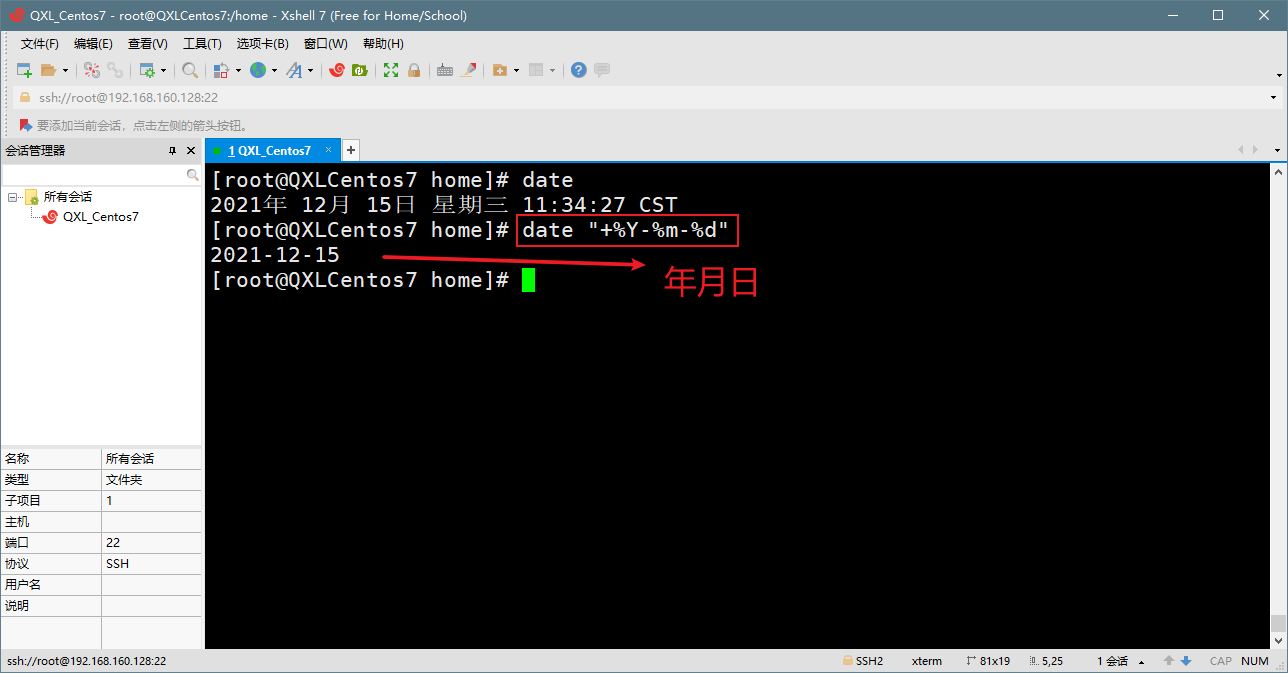 QXL_Centos7 - root@QXLCentos7:/home - Xshell 7 (Free for Home/School)
文件(F) 编辑(E) 查看(V) 工具(T) 选项卡(B) 窗口(W) 帮助(H)
ssh://root@192.168.160.128:22
要添加当前会话，点击左侧的箭头按钮。
会话管理器
1 QXL_Centos7
所有会话
QXL_Centos7
[root@QXLCentos7 home]# date
2021年 12月 15日 星期三 11:34:27 CST
[root@QXLCentos7 home]# date "+%Y-%m-%d"
2021-12-15
[root@QXLCentos7 home]#
年月日
名称 所有会话
类型 文件夹
子项目 1
主机
端口 22
协议 SSH
用户名
说明
ssh://root@192.168.160.128:22 SSH2 xterm 81x19 5,25 1 会话 CAP NUM